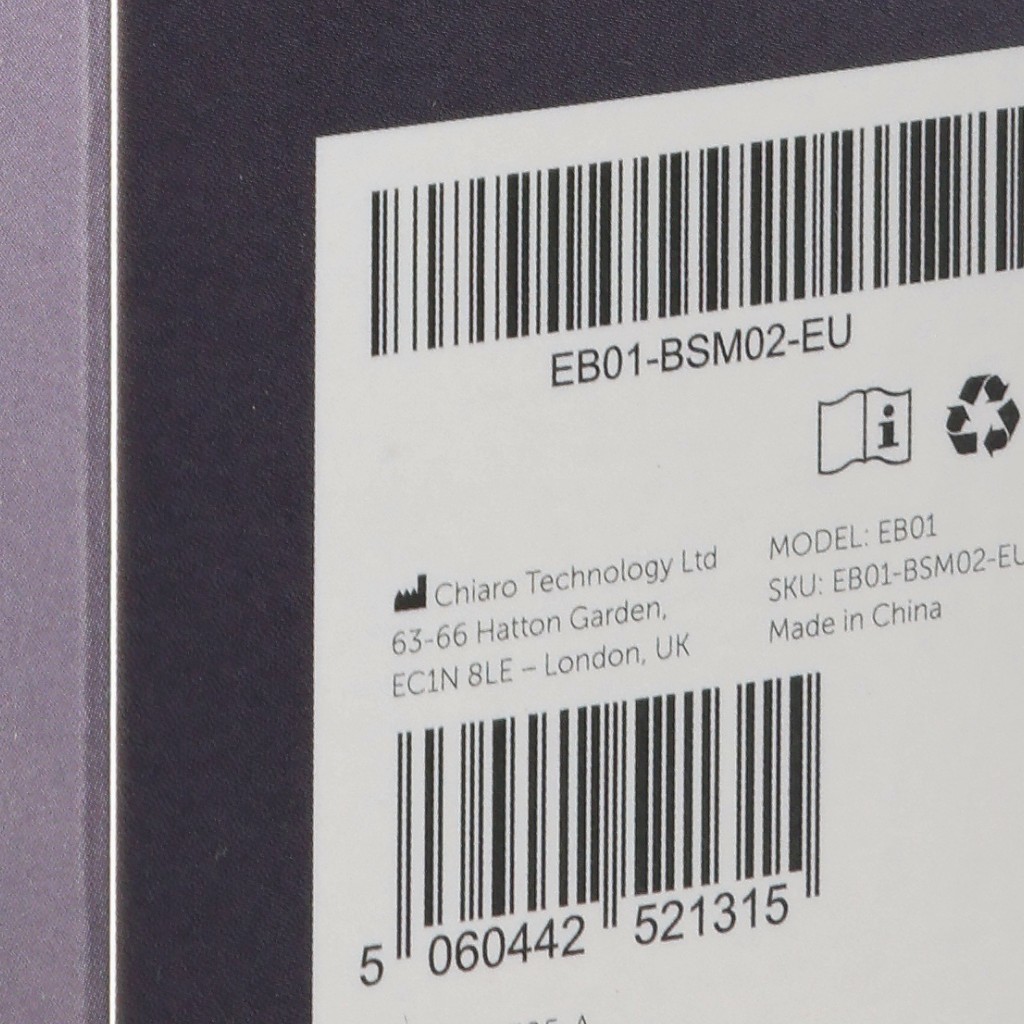 EB01-BSM02-EU
MODEL: EB01
SKU: EB01-BSM02-EU
Made in China
Chiaro Technology Ltd
63-66 Hatton Garden,
EC1N 8LE – London, UK
5 060442 521315